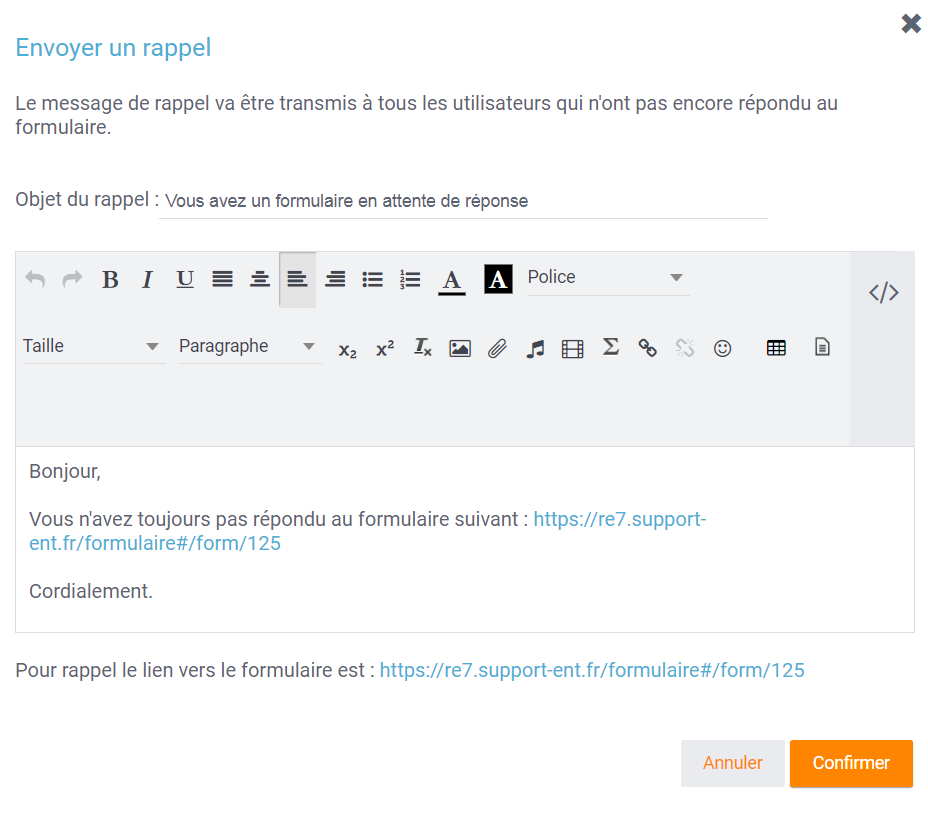 Envoyer un rappel
Le message de rappel va être transmis à tous les utilisateurs qui n'ont pas encore répondu au
formulaire.
Objet du rappel : Vous avez un formulaire en attente de réponse
B I U A A Police
</>
Taille Paragraphe x₂ x² Tx Σ
Bonjour,
Vous n'avez toujours pas répondu au formulaire suivant : https://re7.support-
ent.fr/formulaire#/form/125
Cordialement.
Pour rappel le lien vers le formulaire est : https://re7.support-ent.fr/formulaire#/form/125
Annuler Confirmer